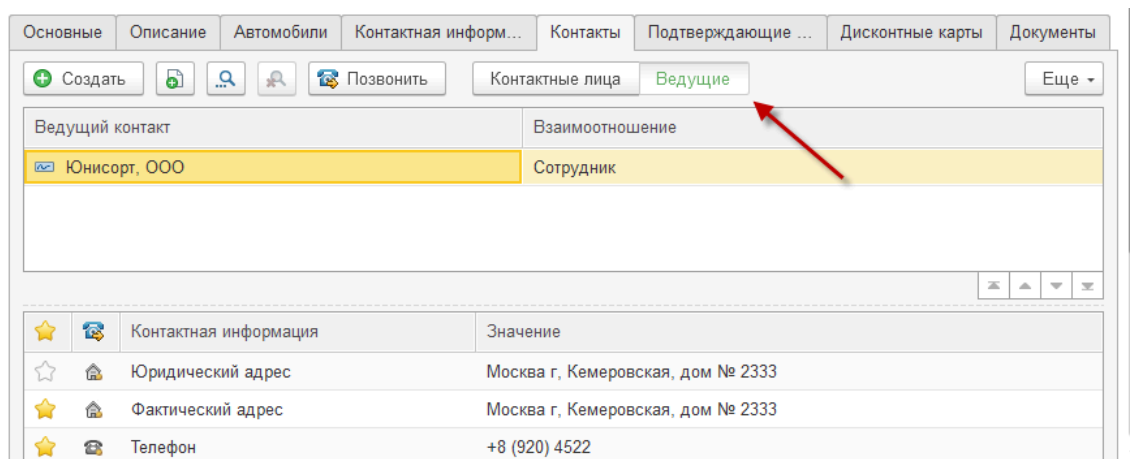 Основные Описание Автомобили Контактная информ... Контакты Подтверждающие ... Дисконтные карты Документы
Создать Позвонить Контактные лица Ведущие Еще
Ведущий контакт Взаимоотношение
Юнисорт, ООО Сотрудник
Контактная информация Значение
Юридический адрес Москва г, Кемеровская, дом № 2333
Фактический адрес Москва г, Кемеровская, дом № 2333
Телефон +8 (920) 4522